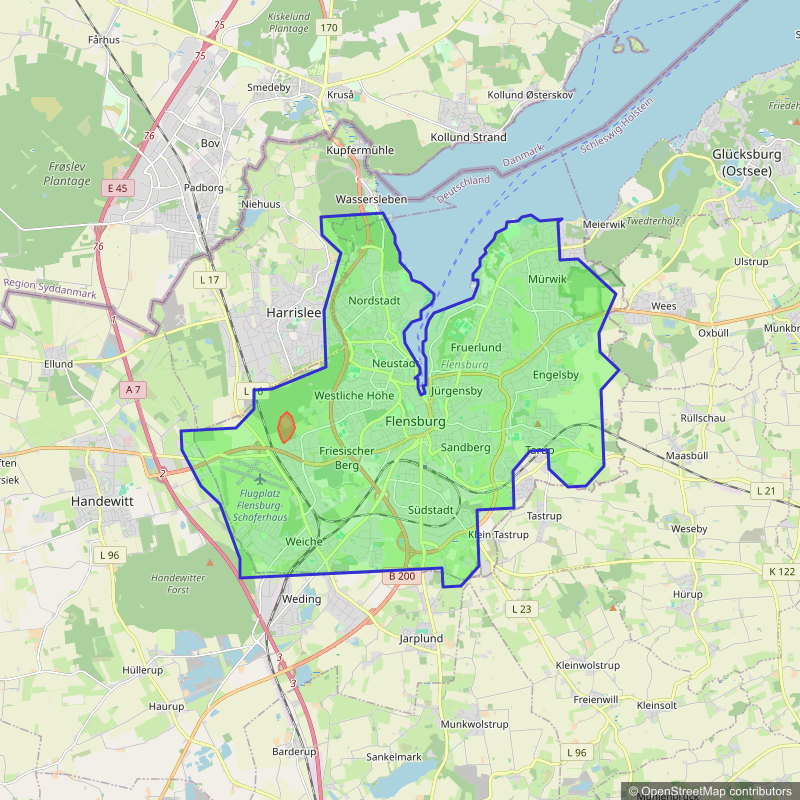 Kiskelund
Plantage
75
170
Fårhus
75
Smedeby
Kruså
Kollund Østerskov
76
Bov
Kollund Strand
Schleswig-Holstein
Danmark
Kupfermühle
Frøslev
Plantage
Glücksburg
(Ostsee)
E 45
Padborg
Deutschland
Wassersleben
Niehuus
Twedterholz
Meierwik
76
Ulstrup
L 17
Mürwik
Region Syddanmark
Nordstadt
Wees
1
Harrislee
Oxbüll
Fruerlund
Ellund
Neustadt
Flensburg
Engelsby
A 7
Jürgensby
Westliche Höhe
Rüllschau
Flensburg
Friesischer
Berg
Sandberg
Tarup
Maasbüll
2
Flugplatz
Flensburg-
Schäferhaus
L 21
Handewitt
Südstadt
Tastrup
Weseby
Klein Tastrup
Weiche
L 96
K 122
Handewitter
Forst
B 200
Hürup
Weding
L 23
Jarplund
3
Kleinwolstrup
Hüllerup
Freienwill
Kleinsolt
Haurup
3
Munkwolstrup
Barderup
L 96
Sankelmark
© OpenStreetMap contributors